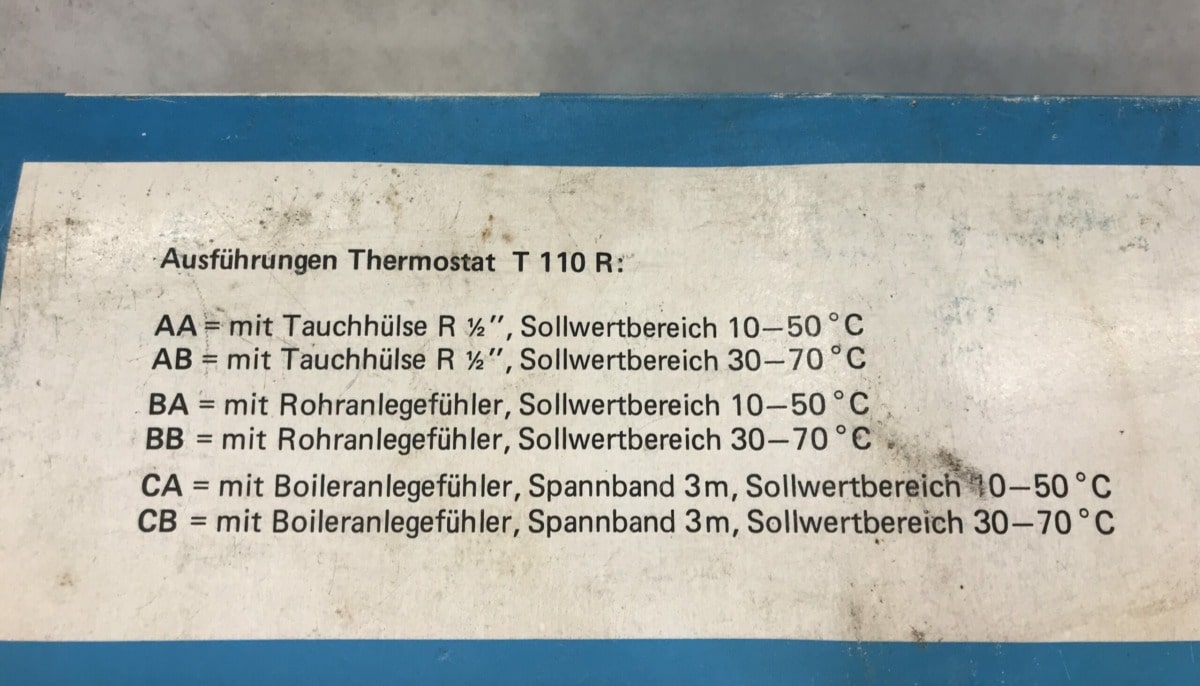 Ausführungen Thermostat T 110 R:
AA = mit Tauchhülse R ½″, Sollwertbereich 10–50 °C
AB = mit Tauchhülse R ½″, Sollwertbereich 30–70 °C
BA = mit Rohranlegefühler, Sollwertbereich 10–50 °C
BB = mit Rohranlegefühler, Sollwertbereich 30–70 °C
CA = mit Boileranlegefühler, Spannband 3m, Sollwertbereich 10–50 °C
CB = mit Boileranlegefühler, Spannband 3m, Sollwertbereich 30–70 °C